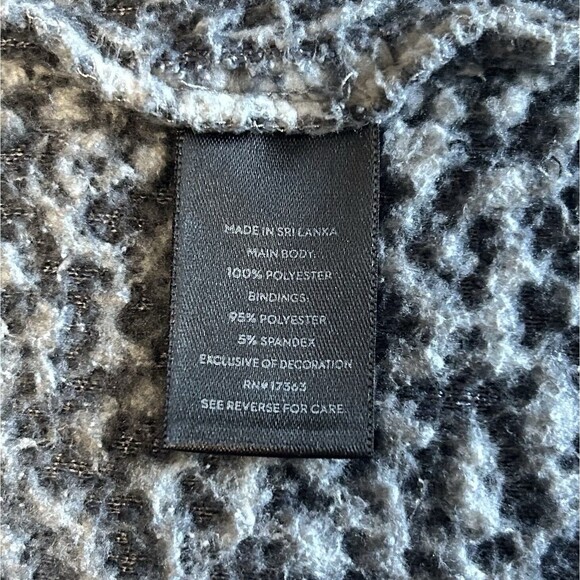 MADE IN SRI LANKA
MAIN BODY:
100% POLYESTER
BINDINGS:
95% POLYESTER
5% SPANDEX
EXCLUSIVE OF DECORATION
RN# 17363
SEE REVERSE FOR CARE